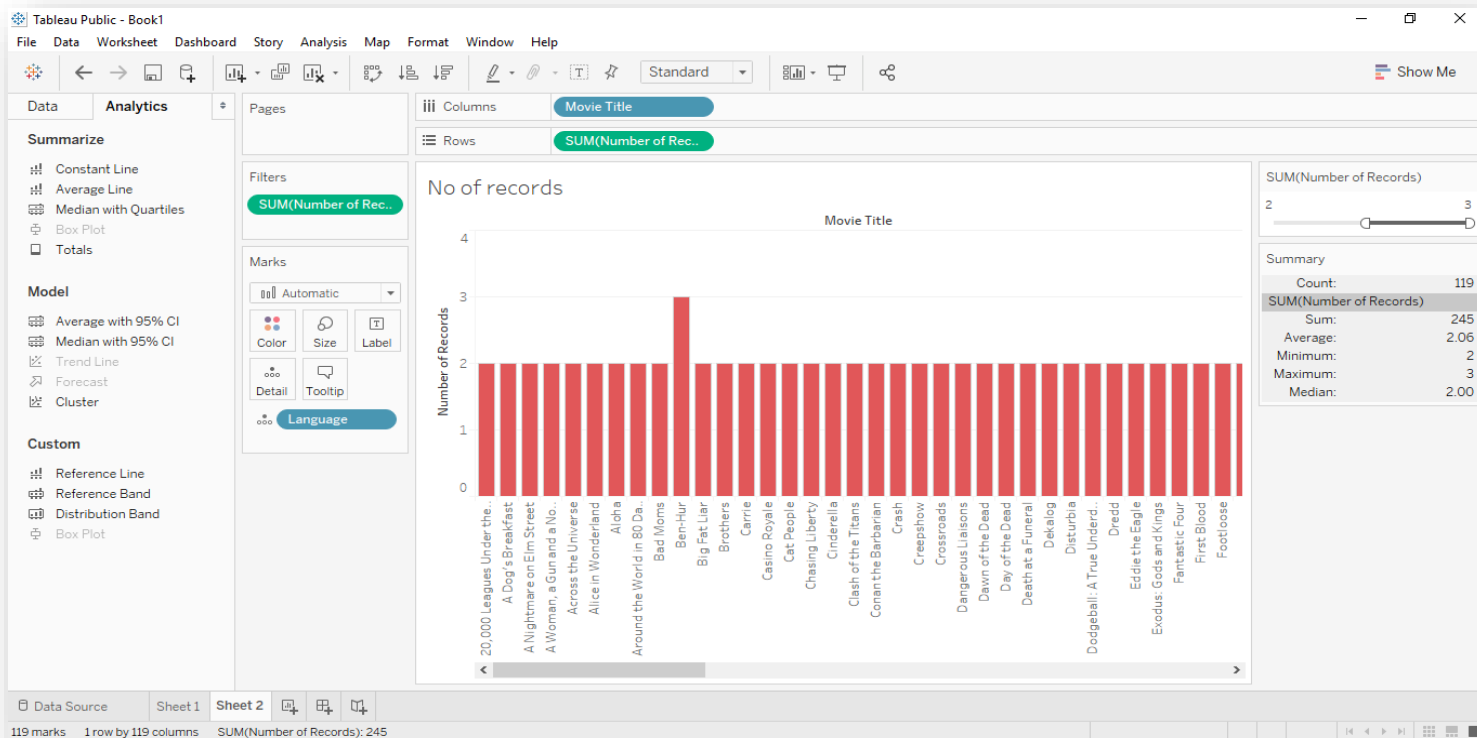 Tableau Public - Book1
File Data Worksheet Dashboard Story Analysis Map Format Window Help
Standard
Show Me
Data Analytics
Summarize
Constant Line
Average Line
Median with Quartiles
Box Plot
Totals
Model
Average with 95% CI
Median with 95% CI
Trend Line
Forecast
Cluster
Custom
Reference Line
Reference Band
Distribution Band
Box Plot
Pages
Filters
SUM(Number of Rec..
Marks
Automatic
Color Size Label
Detail Tooltip
Language
Columns Movie Title
Rows SUM(Number of Rec..
No of records
Movie Title
Number of Records
4
3
2
1
0
20,000 Leagues Under the..
A Dog's Breakfast
A Nightmare on Elm Street
A Woman, a Gun and a No..
Across the Universe
Alice in Wonderland
Aloha
Around the World in 80 Da..
Bad Moms
Ben-Hur
Big Fat Liar
Brothers
Carrie
Casino Royale
Cat People
Chasing Liberty
Cinderella
Clash of the Titans
Conan the Barbarian
Crash
Creepshow
Crossroads
Dangerous Liaisons
Dawn of the Dead
Day of the Dead
Death at a Funeral
Dekalog
Disturbia
Dodgeball: A True Underd..
Dredd
Eddie the Eagle
Exodus: Gods and Kings
Fantastic Four
First Blood
Footloose
SUM(Number of Records)
2 3
Summary
Count: 119
SUM(Number of Records)
Sum: 245
Average: 2.06
Minimum: 2
Maximum: 3
Median: 2.00
Data Source Sheet 1 Sheet 2
119 marks 1 row by 119 columns SUM(Number of Records): 245